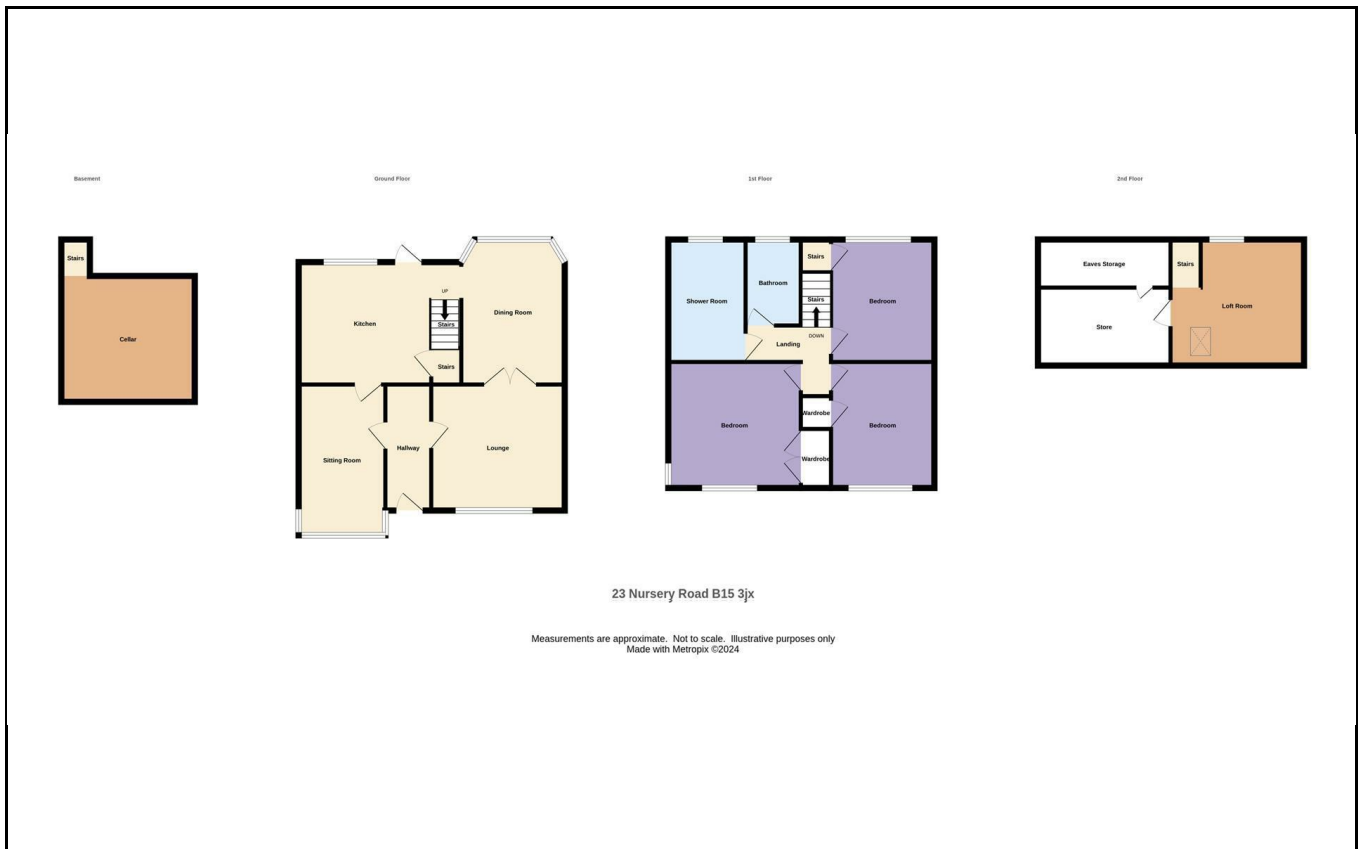 Basement
Stairs
Cellar
Ground Floor
UP
Kitchen
Stairs
Dining Room
Stairs
Sitting Room
Hallway
Lounge
1st Floor
Shower Room
Bathroom
Stairs
Stairs
Bedroom
Landing
DOWN
Bedroom
Wardrobe
Wardrobe
Bedroom
2nd Floor
Eaves Storage
Stairs
Store
Loft Room
23 Nursery Road B15 3jx
Measurements are approximate. Not to scale. Illustrative purposes only
Made with Metropix ©2024